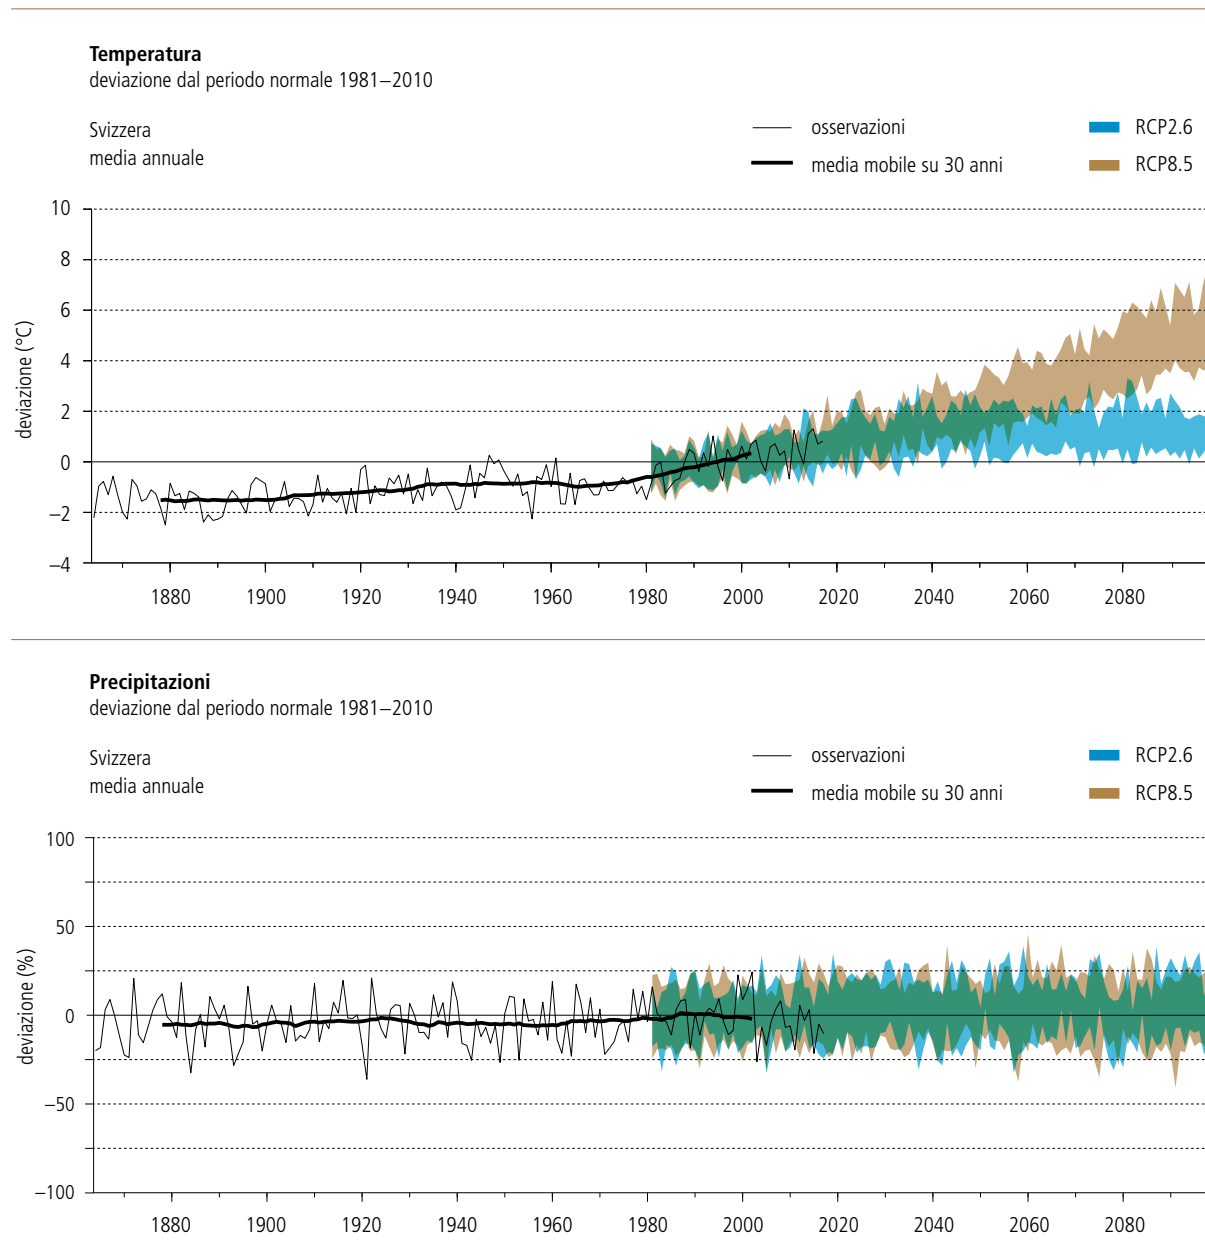 Temperatura
deviazione dal periodo normale 1981–2010
Svizzera
media annuale
osservazioni
media mobile su 30 anni
RCP2.6
RCP8.5
deviazione (°C)
10
8
6
4
2
0
–2
–4
1880 1900 1920 1940 1960 1980 2000 2020 2040 2060 2080
Precipitazioni
deviazione dal periodo normale 1981–2010
Svizzera
media annuale
osservazioni
media mobile su 30 anni
RCP2.6
RCP8.5
deviazione (%)
100
50
0
–50
–100
1880 1900 1920 1940 1960 1980 2000 2020 2040 2060 2080